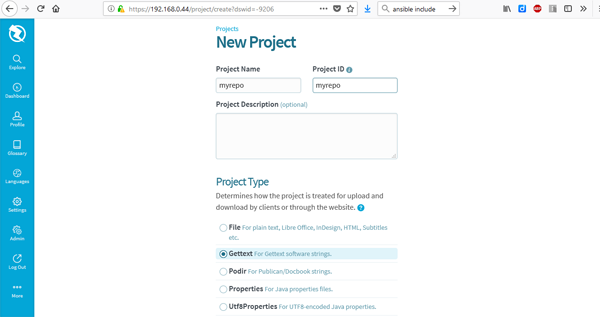 https://192.168.0.44/project/create?dswid=-9206
ansible indude
Explore
Dashboard
Profile
Glossary
Languages
Settings
Admin
Log Out
More
Projects
New Project
Project Name
Project ID
myrepo
myrepo
Project Description (optional)
Project Type
Determines how the project is treated for upload and
download by clients or through the website.
File For plain text, Libre Office, InDesign, HTML, Subtitles
etc.
Gettext For Gettext software strings.
Podir For Publican/Docbook strings.
Properties For Java properties files.
Utf8Properties For UTF8-encoded Java properties.